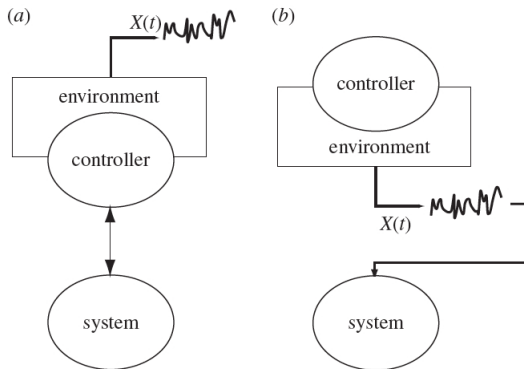 (a)
X(t)
environment
controller
system
(b)
controller
environment
X(t)
system